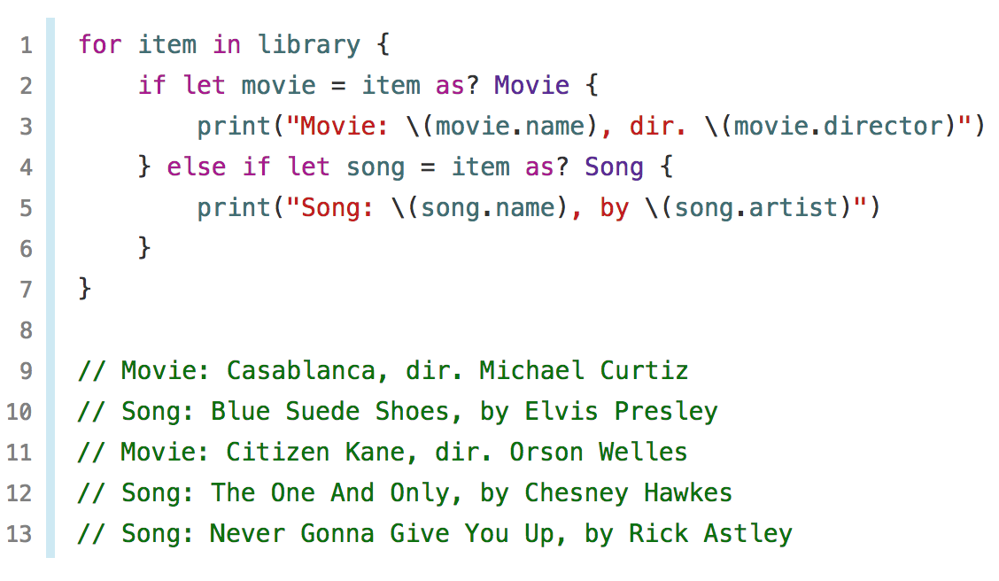 1 for item in library {
2     if let movie = item as? Movie {
3         print("Movie: \(movie.name), dir. \(movie.director)")
4     } else if let song = item as? Song {
5         print("Song: \(song.name), by \(song.artist)")
6     }
7 }
8
9 // Movie: Casablanca, dir. Michael Curtiz
10 // Song: Blue Suede Shoes, by Elvis Presley
11 // Movie: Citizen Kane, dir. Orson Welles
12 // Song: The One And Only, by Chesney Hawkes
13 // Song: Never Gonna Give You Up, by Rick Astley